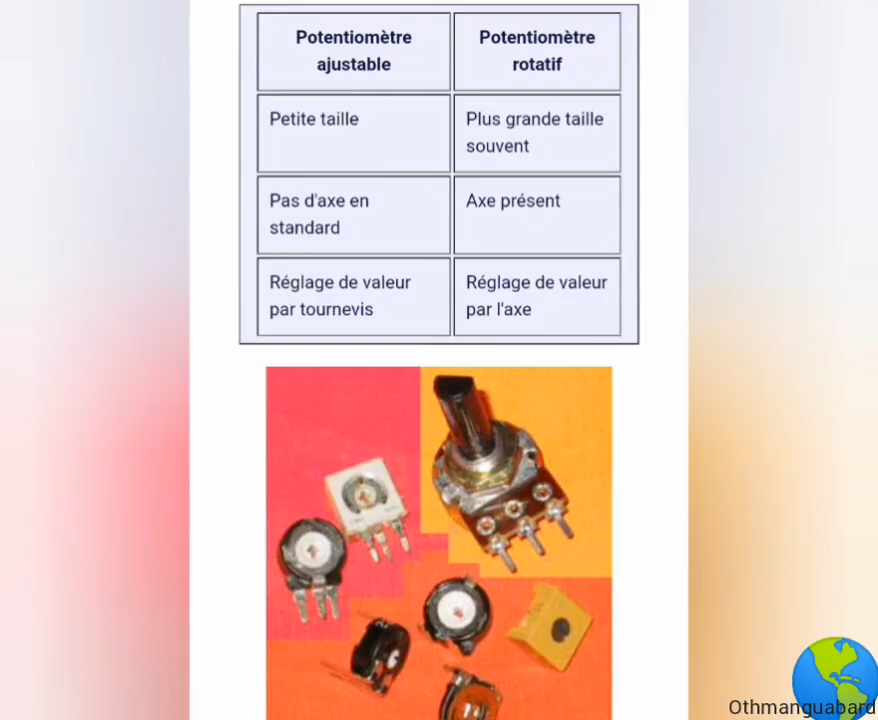 Potentiomètre
ajustable
Potentiomètre
rotatif
Petite taille
Plus grande taille
souvent
Pas d'axe en
standard
Axe présent
Réglage de valeur
par tournevis
Réglage de valeur
par l'axe
Othmanguabard